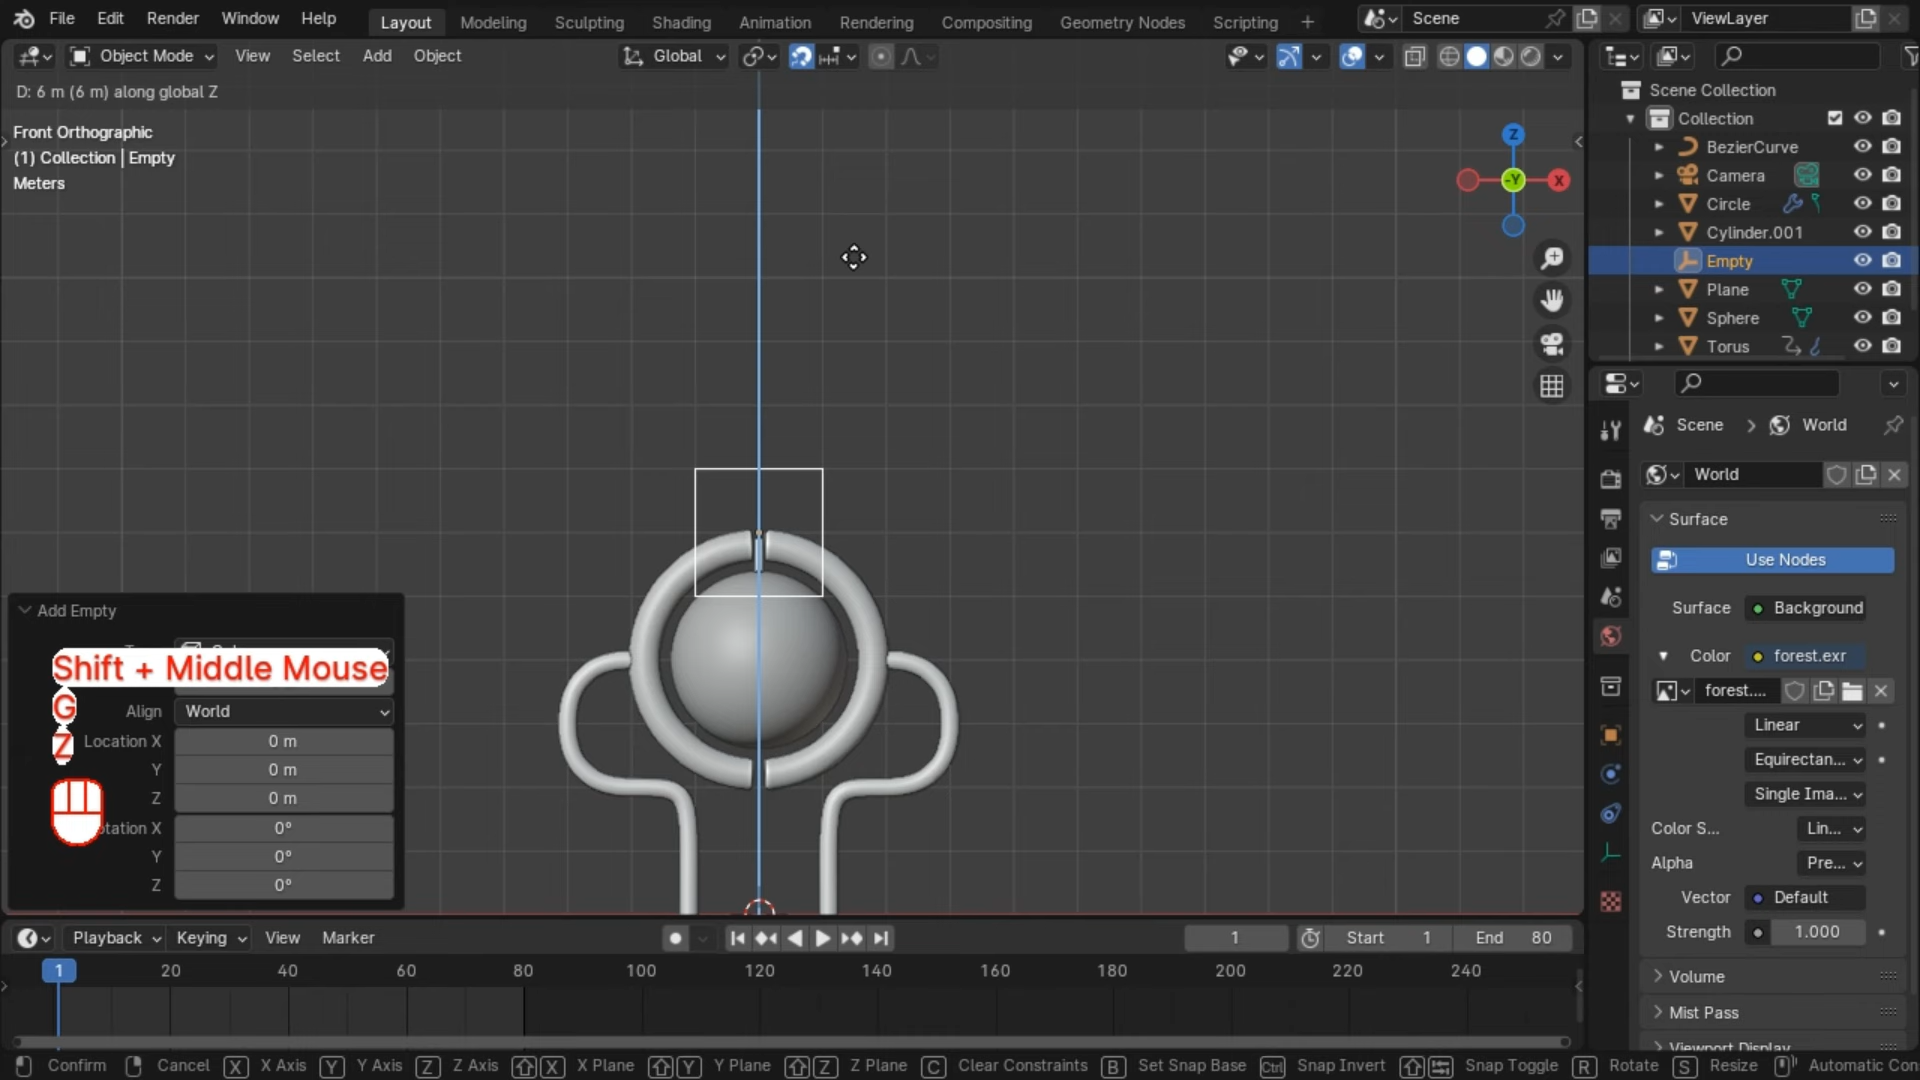 File Edit Render Window Help Layout Modeling Sculpting Shading Animation Rendering Compositing Geometry Nodes Scripting + Scene ViewLayer
Object Mode View Select Add Object Global
D: 6 m (6 m) along global Z
Front Orthographic
(1) Collection | Empty
Meters
Z
-Y
X
Scene Collection
Collection
BezierCurve
Camera
Circle
Cylinder.001
Empty
Plane
Sphere
Torus
Scene > World
World
Surface
Use Nodes
Surface Background
Color forest.exr
forest....
Linear
Equirectan...
Single Ima...
Color S... Lin...
Alpha Pre...
Vector Default
Strength 1.000
Volume
Mist Pass
Viewport Display
Add Empty
Shift + Middle Mouse
G
Z
Align World
Location X 0 m
Y 0 m
Z 0 m
Rotation X 0°
Y 0°
Z 0°
Playback Keying View Marker 1 Start 1 End 80
1 20 40 60 80 100 120 140 160 180 200 220 240
Confirm Cancel X X Axis Y Y Axis Z Z Axis X X Plane Y Y Plane Z Z Plane C Clear Constraints B Set Snap Base Ctrl Snap Invert Snap Toggle R Rotate S Resize Automatic Con